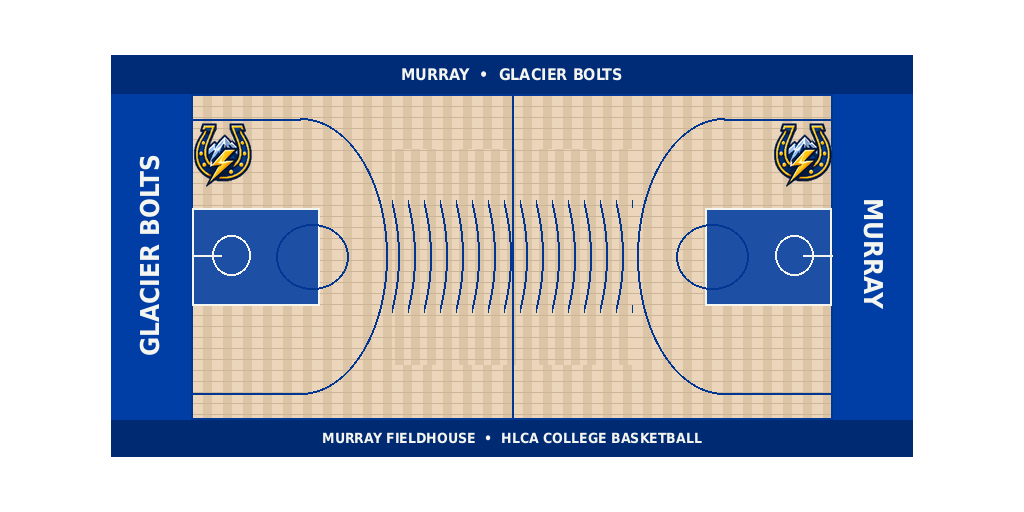 MURRAY • GLACIER BOLTS
GLACIER BOLTS
MURRAY
MURRAY FIELDHOUSE • HLCA COLLEGE BASKETBALL